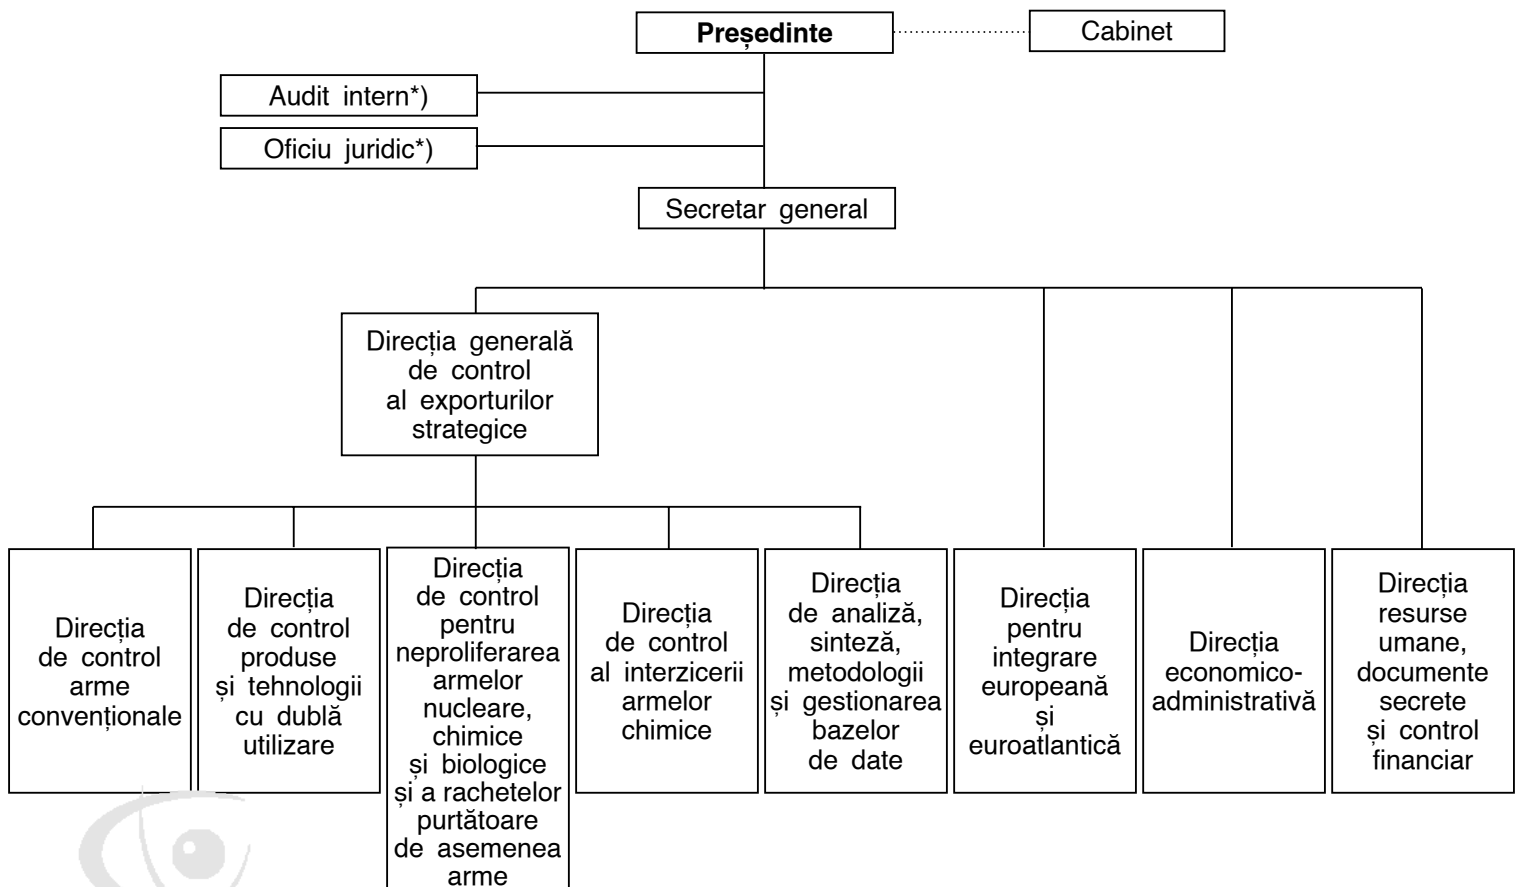 Președinte
Cabinet
Audit intern*)
Oficiu juridic*)
Secretar general
Direcția generală
de control
al exporturilor
strategice
Direcția
de control
arme
convenționale
Direcția
de control
produse
și tehnologii
cu dublă
utilizare
Direcția
de control
pentru
neproliferarea
armelor
nucleare,
chimice
și biologice
și a rachetelor
purtătoare
de asemenea
arme
Direcția
de control
al interzicerii
armelor
chimice
Direcția
de analiză,
sinteză,
metodologii
și gestionarea
bazelor
de date
Direcția
pentru
integrare
europeană
și
euroatlantică
Direcția
economico-
administrativă
Direcția
resurse
umane,
documente
secrete
și control
financiar